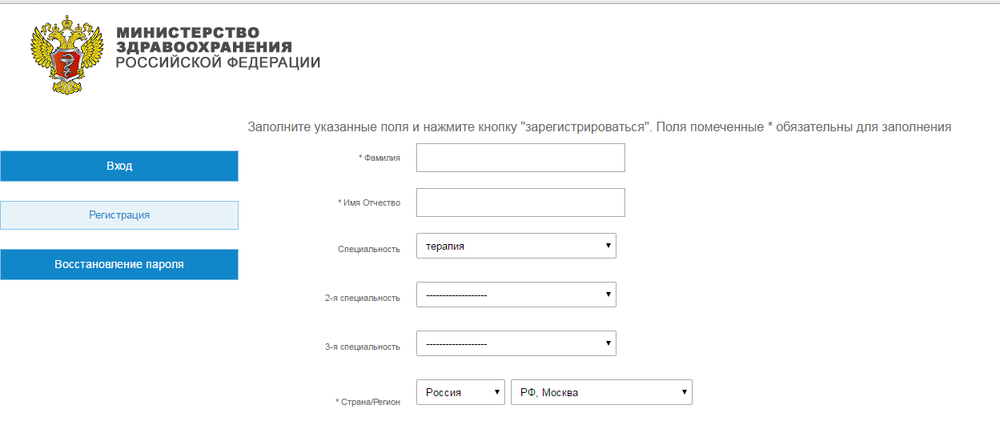 МИНИСТЕРСТВО
ЗДРАВООХРАНЕНИЯ
РОССИЙСКОЙ ФЕДЕРАЦИИ
Заполните указанные поля и нажмите кнопку "зарегистрироваться". Поля помеченные * обязательны для заполнения
Вход
Регистрация
Восстановление пароля
* Фамилия
* Имя Отчество
Специальность терапия
2-я специальность -------------------
3-я специальность -------------------
* Страна/Регион Россия РФ, Москва